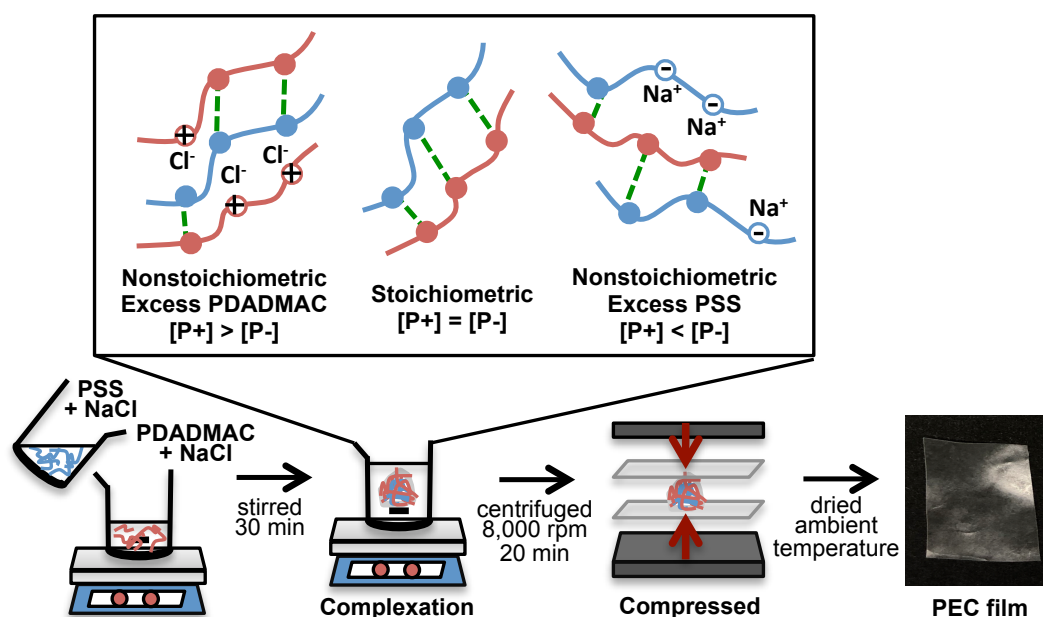 +
Cl⁻
Cl⁻
+
Cl⁻
+
Nonstoichiometric
Excess PDADMAC
[P+] > [P-]
Stoichiometric
[P+] = [P-]
-
Na⁺
-
Na⁺
Na⁺
-
Nonstoichiometric
Excess PSS
[P+] < [P-]
PSS
+ NaCl
PDADMAC
+ NaCl
stirred
30 min
Complexation
centrifuged
8,000 rpm
20 min
Compressed
dried
ambient
temperature
PEC film